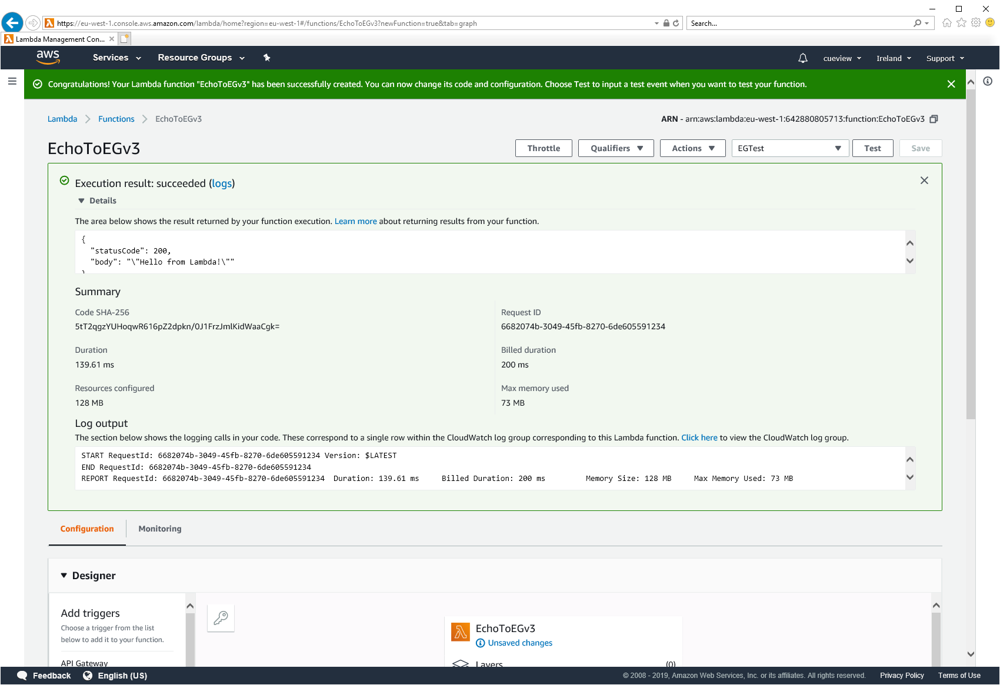 https://eu-west-1.console.aws.amazon.com/lambda/home?region=eu-west-1#/functions/EchoToEGv3?newFunction=true&tab=graph
Search...
Lambda Management Con...
aws
Services
Resource Groups
cueview
Ireland
Support
Congratulations! Your Lambda function "EchoToEGv3" has been successfully created. You can now change its code and configuration. Choose Test to input a test event when you want to test your function.
Lambda
Functions
EchoToEGv3
ARN - arn:aws:lambda:eu-west-1:642880805713:function:EchoToEGv3
EchoToEGv3
Throttle
Qualifiers
Actions
EGTest
Test
Save
Execution result: succeeded (logs)
Details
The area below shows the result returned by your function execution. Learn more about returning results from your function.
{
"statusCode": 200,
"body": "\"Hello from Lambda!\""
}
Summary
Code SHA-256
5tT2qgzYUHoqwR616pZ2dpkn/0J1FrzJmlKidWaaCgk=
Request ID
6682074b-3049-45fb-8270-6de605591234
Duration
139.61 ms
Billed duration
200 ms
Resources configured
128 MB
Max memory used
73 MB
Log output
The section below shows the logging calls in your code. These correspond to a single row within the CloudWatch log group corresponding to this Lambda function. Click here to view the CloudWatch log group.
START RequestId: 6682074b-3049-45fb-8270-6de605591234 Version: $LATEST
END RequestId: 6682074b-3049-45fb-8270-6de605591234
REPORT RequestId: 6682074b-3049-45fb-8270-6de605591234 Duration: 139.61 ms Billed Duration: 200 ms Memory Size: 128 MB Max Memory Used: 73 MB
Configuration
Monitoring
Designer
Add triggers
Choose a trigger from the list
below to add it to your function.
API Gateway
EchoToEGv3
Unsaved changes
Layers
(0)
Feedback
English (US)
© 2008 - 2019, Amazon Web Services, Inc. or its affiliates. All rights reserved.
Privacy Policy
Terms of Use